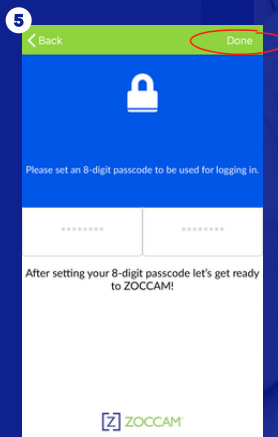 5
Back Done
Please set an 8-digit passcode to be used for logging in.
******** ********
After setting your 8-digit passcode let's get ready
to ZOCCAM!
[Z] ZOCCAM